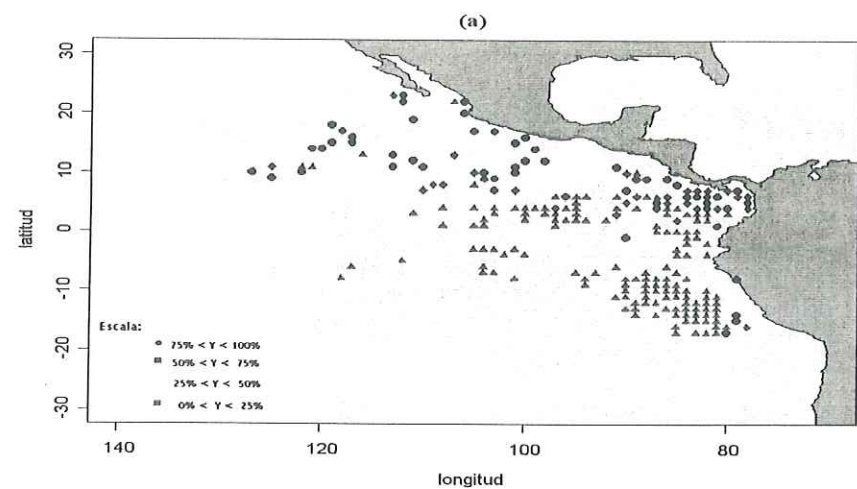 (a)
30
20
10
0
-10
-20
-30
latitud
Escala:
75% < Y < 100%
50% < Y < 75%
25% < Y < 50%
0% < Y < 25%
140
120
100
80
longitud